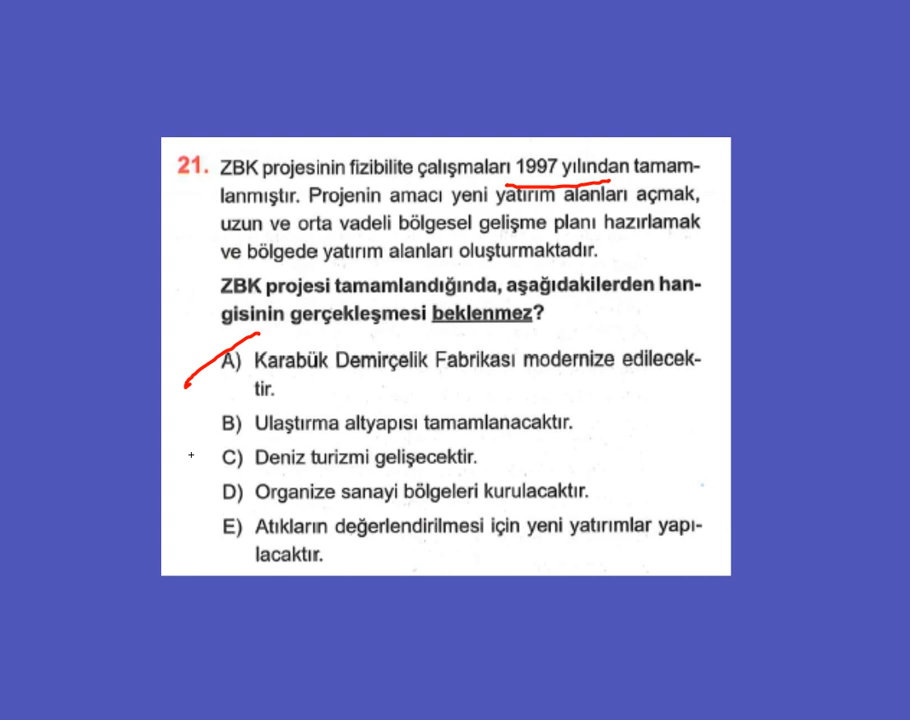 21. ZBK projesinin fizibilite çalışmaları 1997 yılından tamam-
lanmıştır. Projenin amacı yeni yatırım alanları açmak,
uzun ve orta vadeli bölgesel gelişme planı hazırlamak
ve bölgede yatırım alanları oluşturmaktadır.
ZBK projesi tamamlandığında, aşağıdakilerden han-
gisinin gerçekleşmesi beklenmez?
A) Karabük Demirçelik Fabrikası modernize edilecek-
tir.
B) Ulaştırma altyapısı tamamlanacaktır.
C) Deniz turizmi gelişecektir.
D) Organize sanayi bölgeleri kurulacaktır.
E) Atıkların değerlendirilmesi için yeni yatırımlar yapı-
lacaktır.